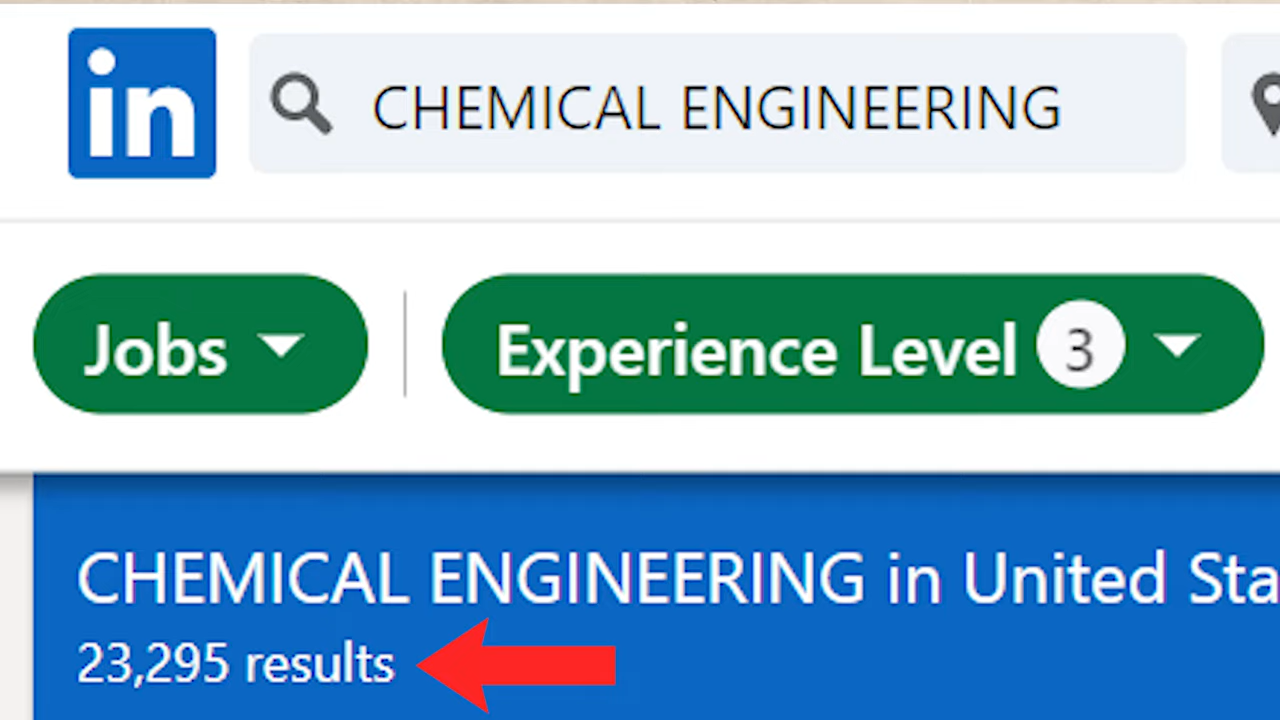 in
CHEMICAL ENGINEERING
Jobs
Experience Level 3
CHEMICAL ENGINEERING in United Sta
23,295 results